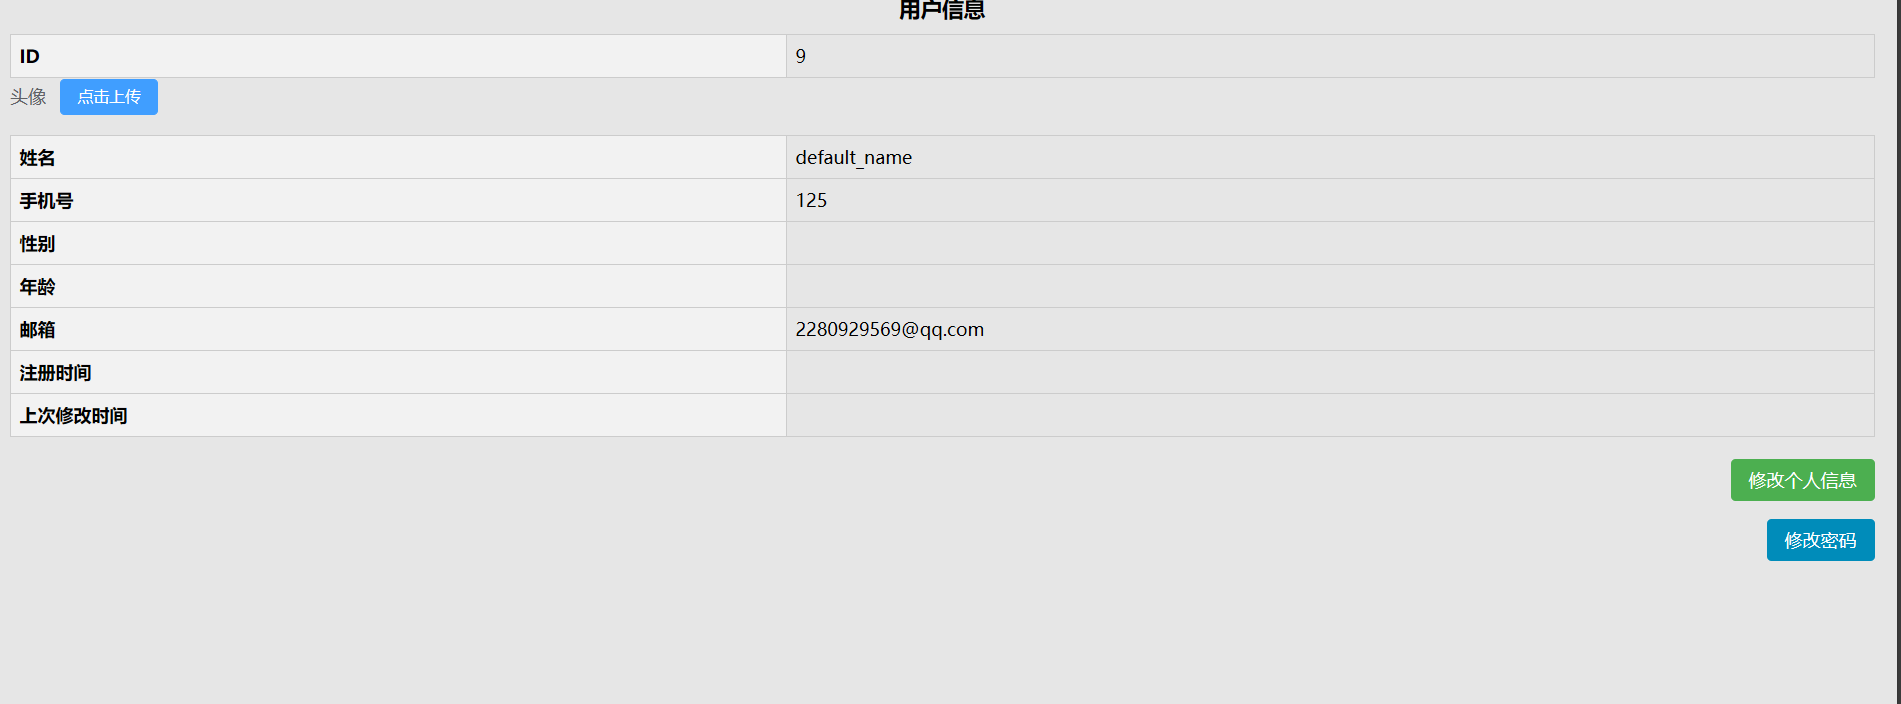 用户信息
ID 9
头像 点击上传
姓名 default_name
手机号 125
性别
年龄
邮箱 2280929569@qq.com
注册时间
上次修改时间
修改个人信息
修改密码